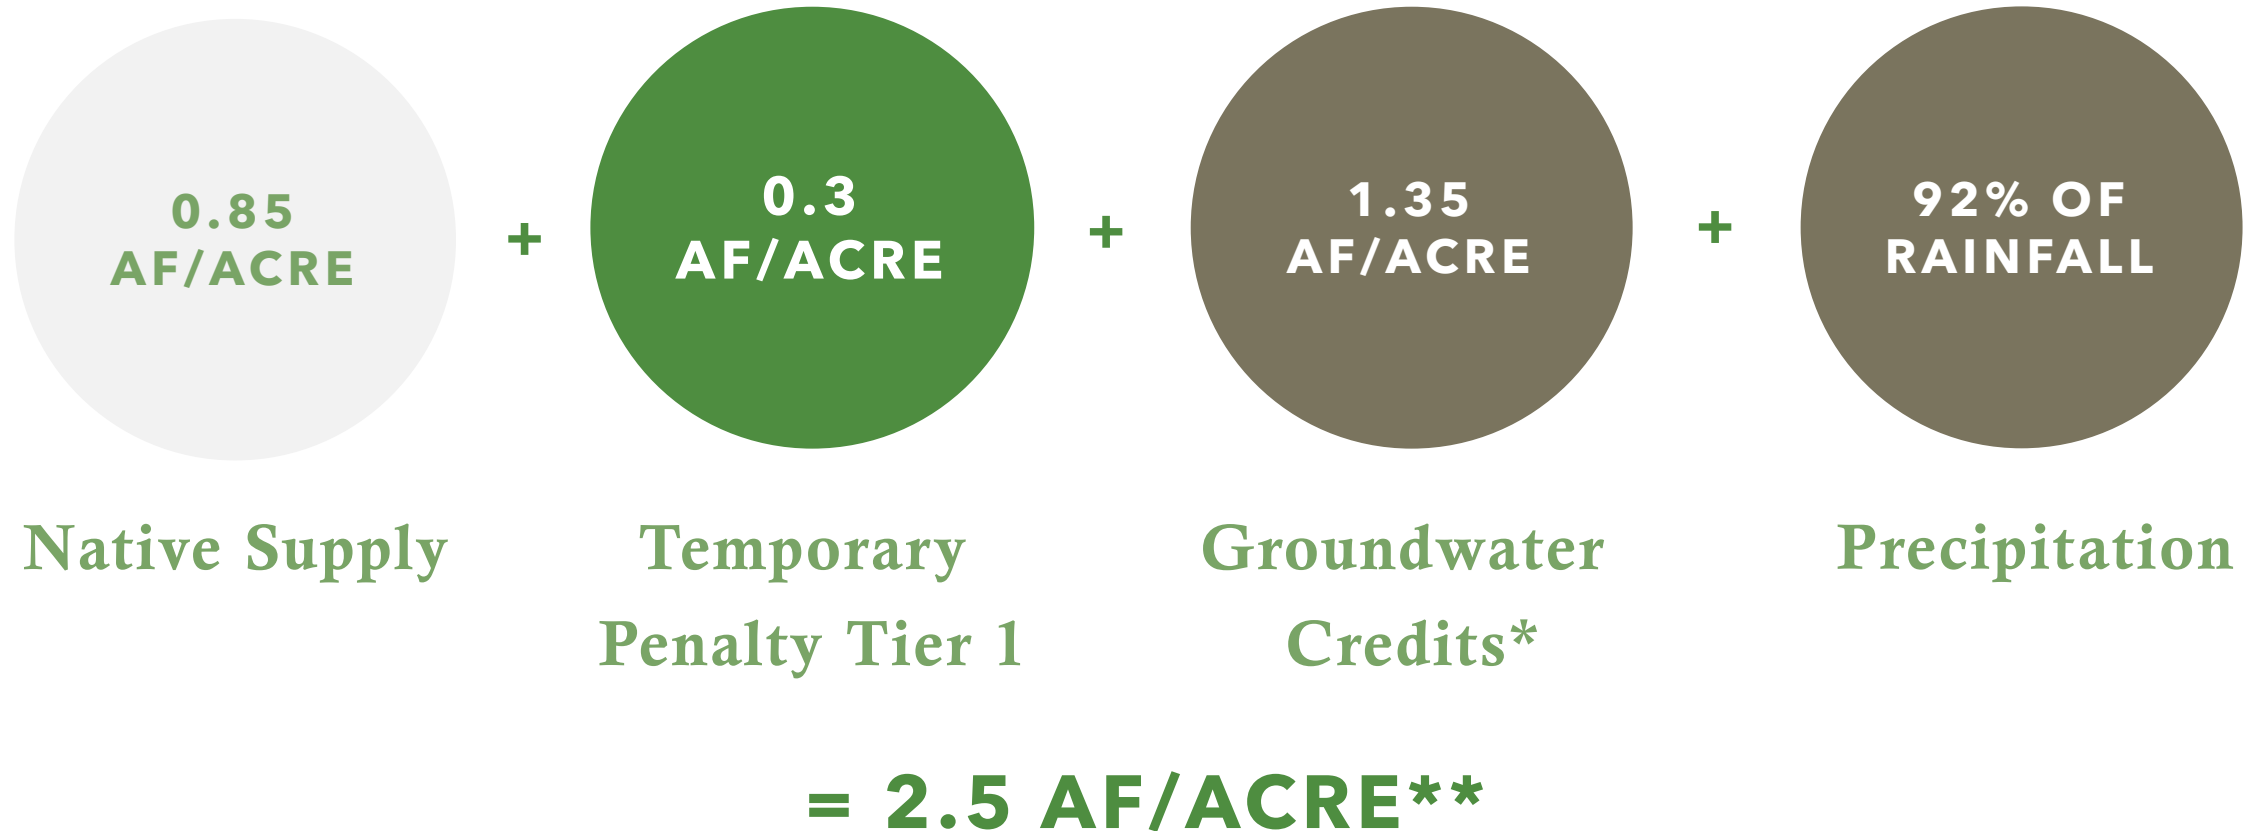 0.85
AF/ACRE
+
0.3
AF/ACRE
+
1.35
AF/ACRE
+
92% OF
RAINFALL
Native Supply
Temporary
Penalty Tier 1
Groundwater
Credits*
Precipitation
= 2.5 AF/ACRE**